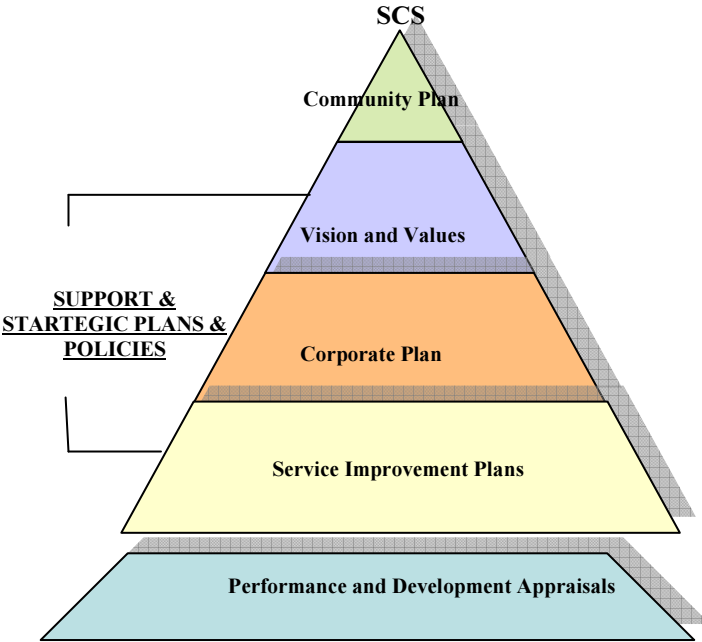 SCS
Community Plan
Vision and Values
SUPPORT &
STARTEGIC PLANS &
POLICIES
Corporate Plan
Service Improvement Plans
Performance and Development Appraisals